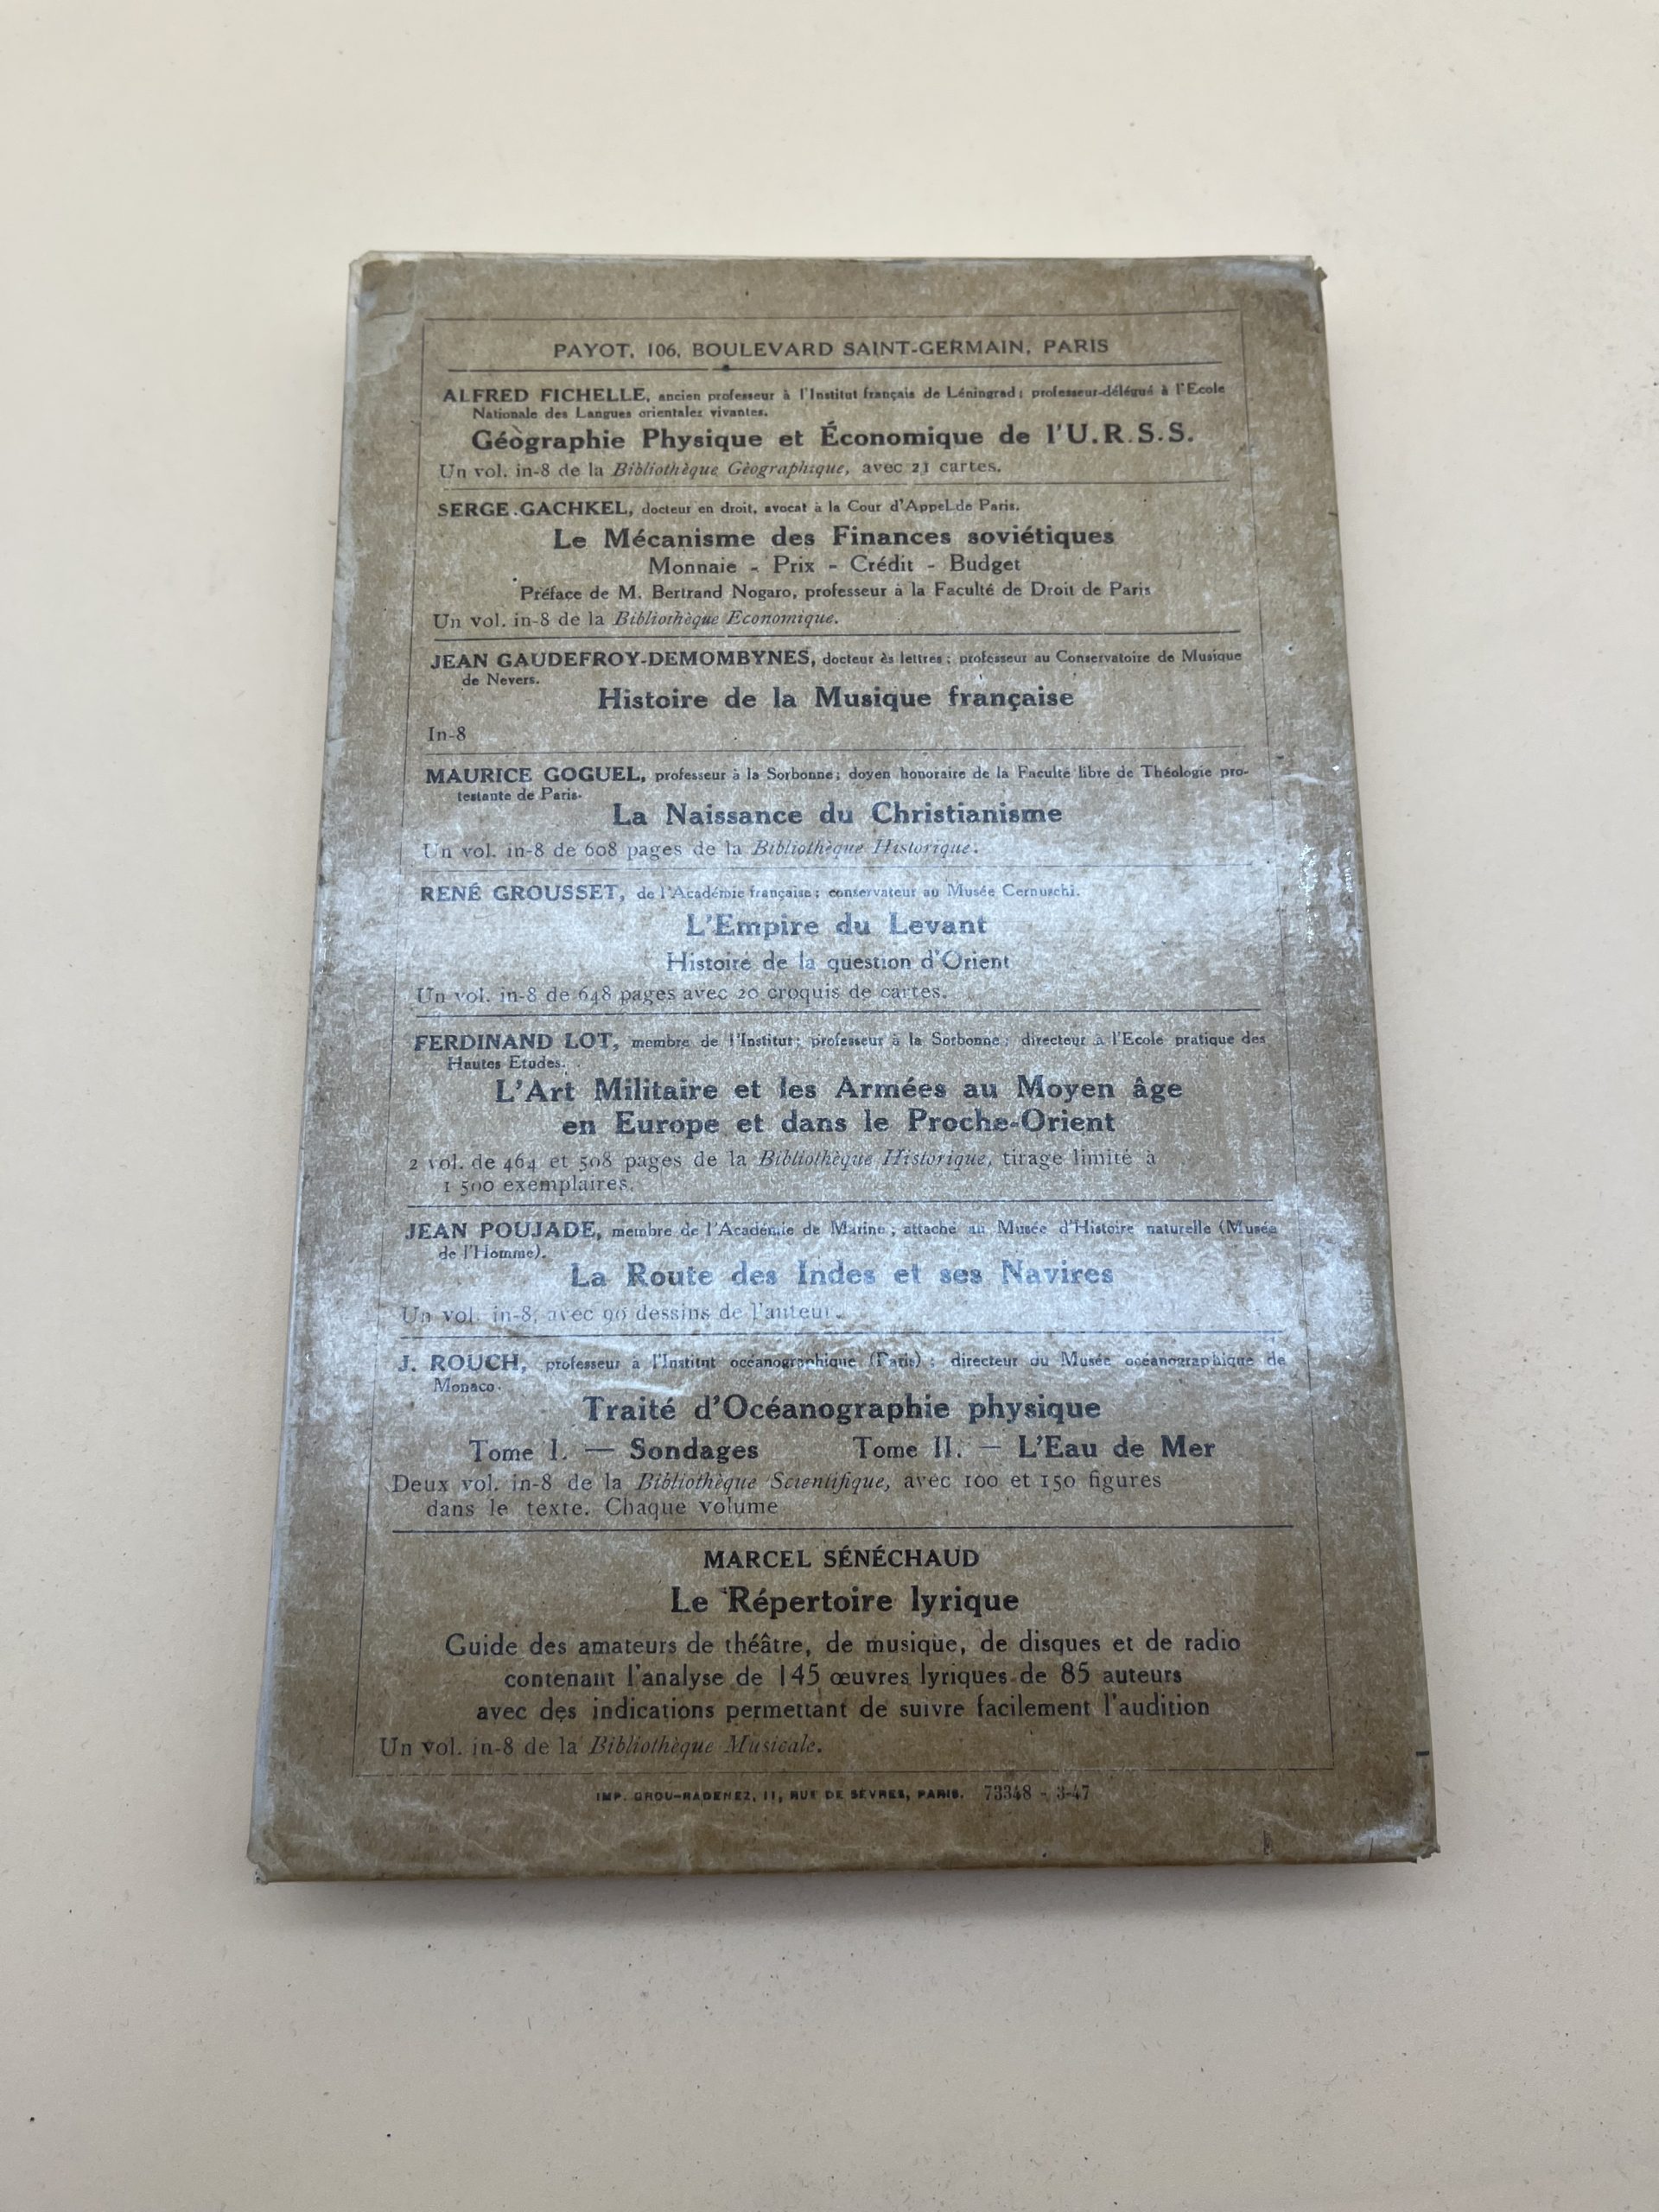 PAYOT, 106, BOULEVARD SAINT-GERMAIN, PARIS
ALFRED FICHELLE, ancien professeur à l'Institut français de Léningrad ; professeur-délégué à l'Ecole
Nationale des Langues orientales vivantes.
Géographie Physique et Économique de l'U.R.S.S.
Un vol. in-8 de la Bibliothèque Géographique, avec 21 cartes.
SERGE GACHKEL, docteur en droit, avocat à la Cour d'Appel de Paris.
Le Mécanisme des Finances soviétiques
Monnaie - Prix - Crédit - Budget
Préface de M. Bertrand Nogaro, professeur à la Faculté de Droit de Paris
Un vol. in-8 de la Bibliothèque Economique.
JEAN GAUDEFROY-DEMOMBYNES, docteur ès lettres ; professeur au Conservatoire de Musique
de Nevers.
Histoire de la Musique française
In-8
MAURICE GOGUEL, professeur à la Sorbonne ; doyen honoraire de la Faculté libre de Théologie pro-
testante de Paris.
La Naissance du Christianisme
Un vol. in-8 de 608 pages de la Bibliothèque Historique.
RENÉ GROUSSET, de l'Académie française ; conservateur au Musée Cernuschi.
L'Empire du Levant
Histoire de la question d'Orient
Un vol. in-8 de 648 pages avec 20 croquis de cartes.
FERDINAND LOT, membre de l'Institut ; professeur à la Sorbonne ; directeur à l'Ecole pratique des
Hautes Etudes.
L'Art Militaire et les Armées au Moyen âge
en Europe et dans le Proche-Orient
2 vol. de 464 et 508 pages de la Bibliothèque Historique, tirage limité à
1 500 exemplaires.
JEAN POUJADE, membre de l'Académie de Marine ; attaché au Musée d'Histoire naturelle (Musée
de l'Homme).
La Route des Indes et ses Navires
Un vol. in-8, avec 96 dessins de l'auteur.
J. ROUCH, professeur à l'Institut océanographique (Paris) ; directeur du Musée océanographique de
Monaco.
Traité d'Océanographie physique
Tome I. — Sondages Tome II. — L'Eau de Mer
Deux vol. in-8 de la Bibliothèque Scientifique, avec 100 et 150 figures
dans le texte. Chaque volume
MARCEL SÉNÉCHAUD
Le Répertoire lyrique
Guide des amateurs de théâtre, de musique, de disques et de radio
contenant l'analyse de 145 œuvres lyriques de 85 auteurs
avec des indications permettant de suivre facilement l'audition
Un vol. in-8 de la Bibliothèque Musicale.
IMP. GROU-RADENEZ, 11, RUE DE SÈVRES, PARIS. 73348 - 3-47